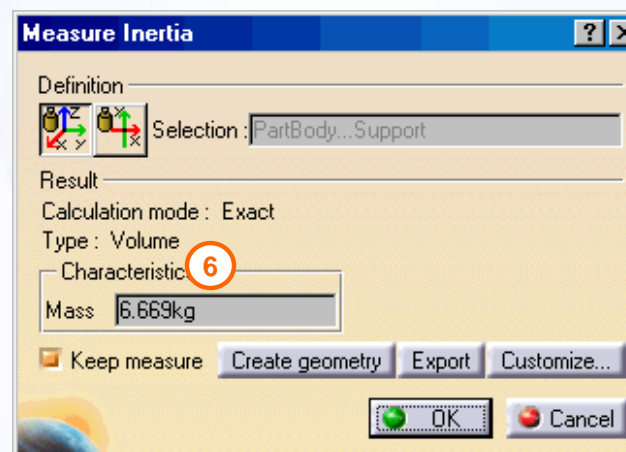 Measure Inertia ? X
Definition
Z X Y Y X Selection : PartBody...Support
Result
Calculation mode : Exact
Type : Volume
Characteristics 6
Mass 6.669kg
Keep measure Create geometry Export Customize...
OK Cancel